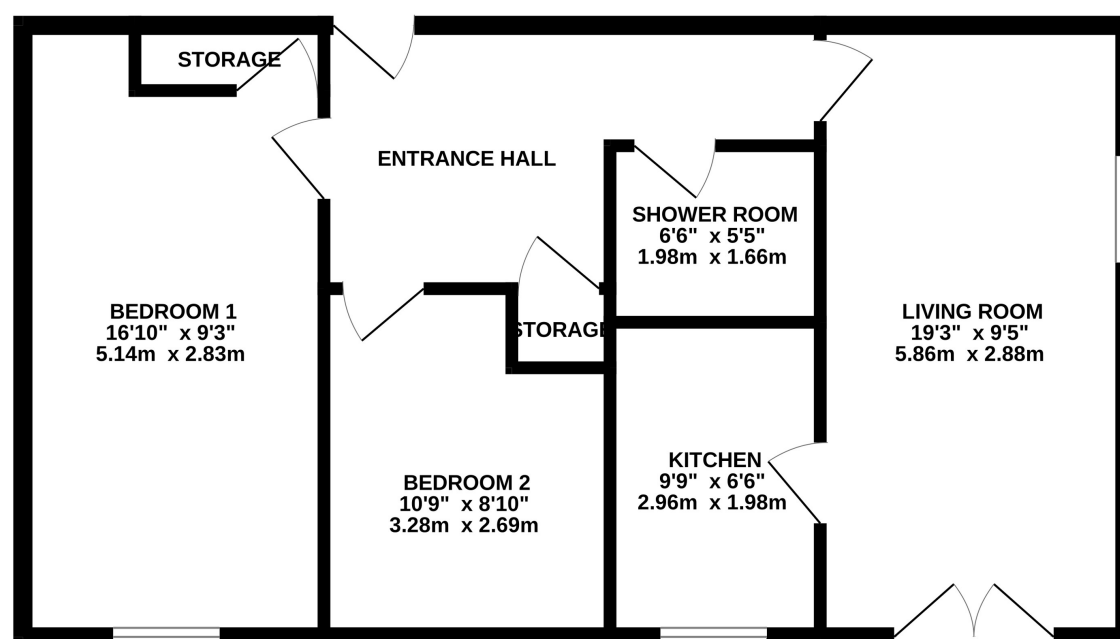 STORAGE
ENTRANCE HALL
SHOWER ROOM
6'6" x 5'5"
1.98m x 1.66m
BEDROOM 1
16'10" x 9'3"
5.14m x 2.83m
STORAGE
LIVING ROOM
19'3" x 9'5"
5.86m x 2.88m
KITCHEN
9'9" x 6'6"
2.96m x 1.98m
BEDROOM 2
10'9" x 8'10"
3.28m x 2.69m